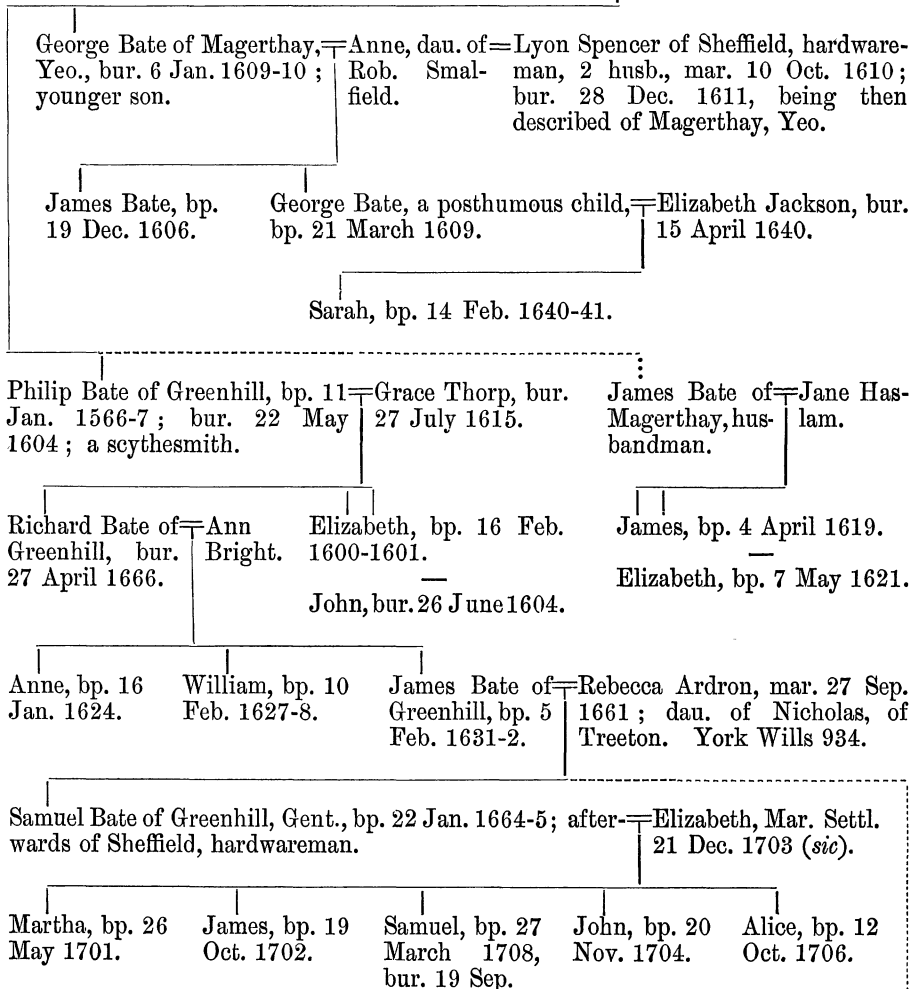 George Bate of Magerthay,=Anne, dau. of=Lyon Spencer of Sheffield, hardware-
Yeo., bur. 6 Jan. 1609-10 ; Rob. Smal- man, 2 husb., mar. 10 Oct. 1610 ;
younger son. field. bur. 28 Dec. 1611, being then
described of Magerthay, Yeo.
James Bate, bp. George Bate, a posthumous child,=Elizabeth Jackson, bur.
19 Dec. 1606. bp. 21 March 1609. 15 April 1640.
Sarah, bp. 14 Feb. 1640-41.
Philip Bate of Greenhill, bp. 11=Grace Thorp, bur. James Bate of=Jane Has-
Jan. 1566-7 ; bur. 22 May 27 July 1615. Magerthay, hus- lam.
1604 ; a scythesmith. bandman.
Richard Bate of=Ann Elizabeth, bp. 16 Feb. James, bp. 4 April 1619.
Greenhill, bur. Bright. 1600-1601. —
27 April 1666. — Elizabeth, bp. 7 May 1621.
John, bur. 26 June 1604.
Anne, bp. 16 William, bp. 10 James Bate of=Rebecca Ardron, mar. 27 Sep.
Jan. 1624. Feb. 1627-8. Greenhill, bp. 5 1661 ; dau. of Nicholas, of
Feb. 1631-2. Treeton. York Wills 934.
Samuel Bate of Greenhill, Gent., bp. 22 Jan. 1664-5; after-=Elizabeth, Mar. Settl.
wards of Sheffield, hardwareman. 21 Dec. 1703 (sic).
Martha, bp. 26 James, bp. 19 Samuel, bp. 27 John, bp. 20 Alice, bp. 12
May 1701. Oct. 1702. March 1708, Nov. 1704. Oct. 1706.
bur. 19 Sep.